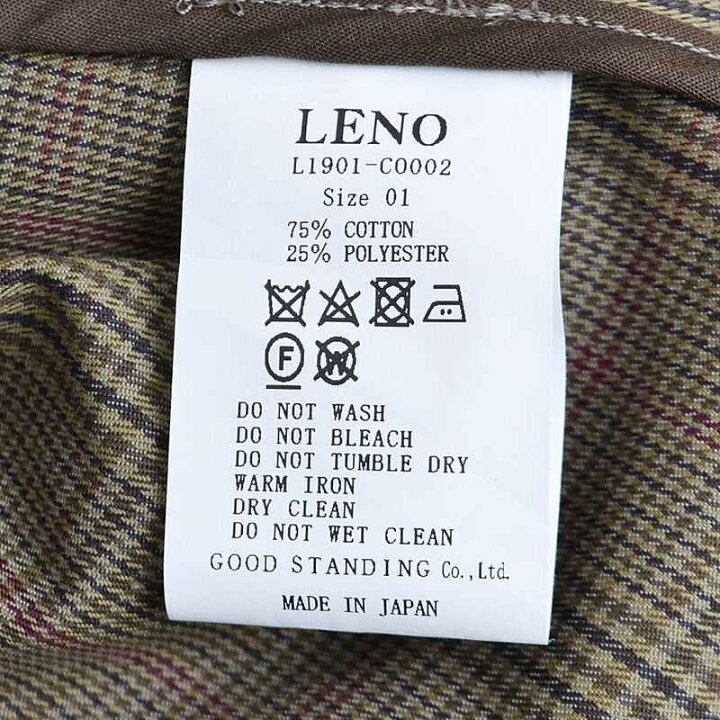 LENO
L1901-C0002
Size 01
75% COTTON
25% POLYESTER
F W
DO NOT WASH
DO NOT BLEACH
DO NOT TUMBLE DRY
WARM IRON
DRY CLEAN
DO NOT WET CLEAN
GOOD STANDING Co., Ltd.
MADE IN JAPAN